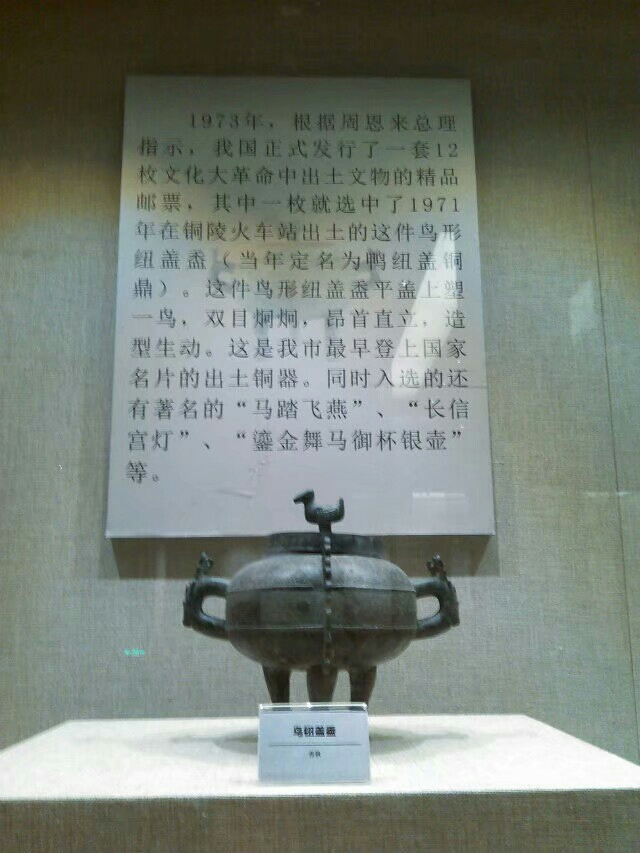 1973年，根据周恩来总理
指示，我国正式发行了一套12
枚文化大革命中出土文物的精品
邮票，其中一枚就选中了1971
年在铜陵火车站出土的这件鸟形
纽盖盉（当年定名为鸭纽盖铜
鼎）。这件鸟形纽盖盉平盖上塑
一鸟，双目炯炯，昂首直立，造
型生动。这是我市最早登上国家
名片的出土铜器。同时入选的还
有著名的“马踏飞燕”、“长信
宫灯”、“鎏金舞马御杯银壶”
等。
鸟钮盖盉